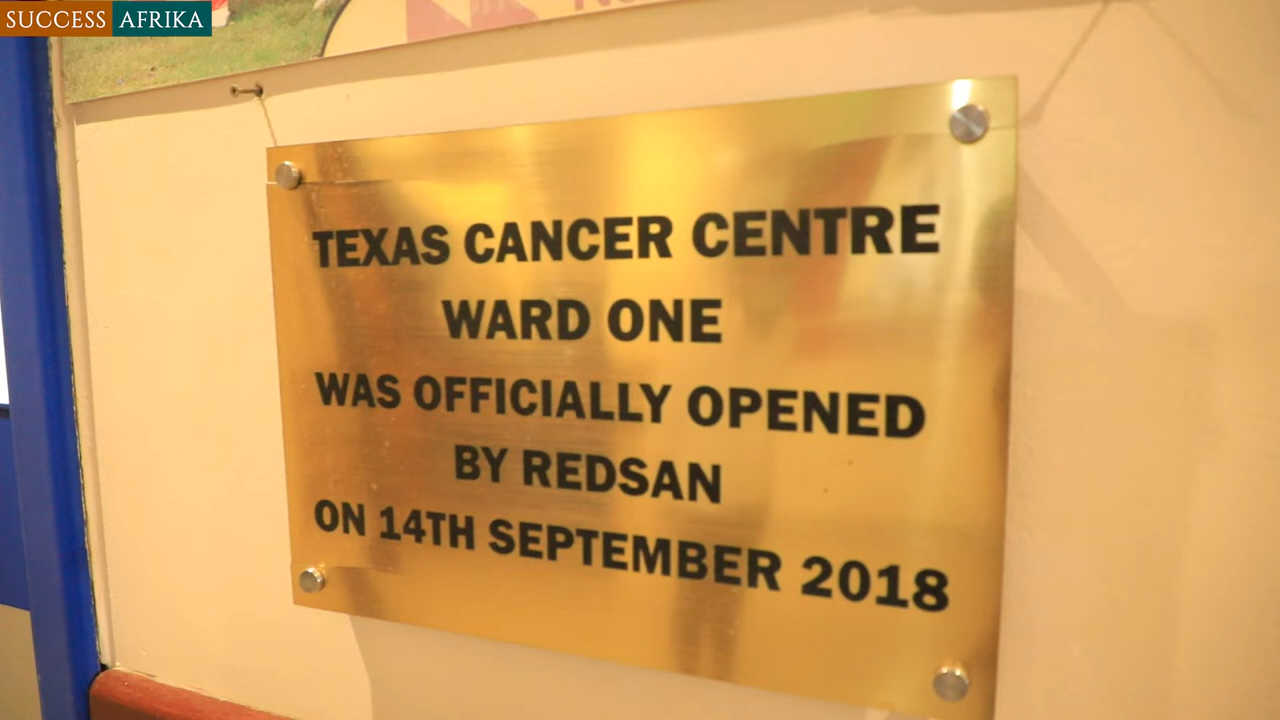 SUCCESS AFRIKA
TEXAS CANCER CENTRE
WARD ONE
WAS OFFICIALLY OPENED
BY REDSAN
ON 14TH SEPTEMBER 2018